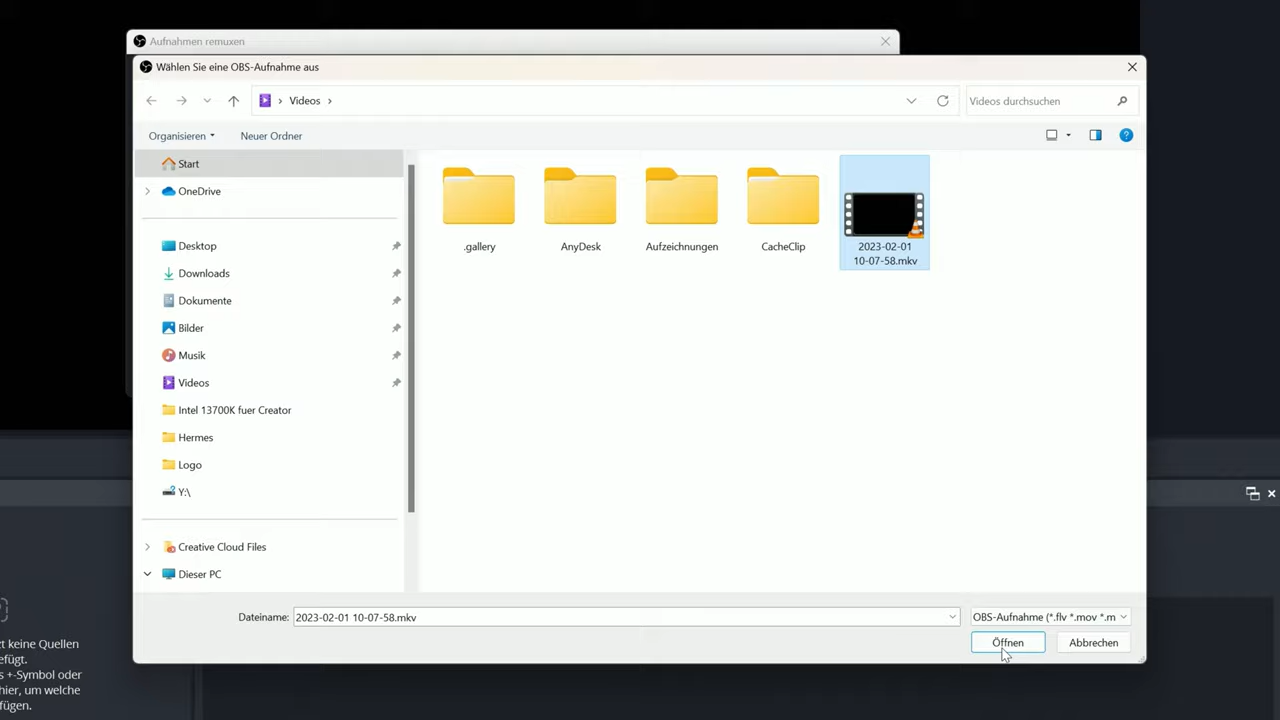 Aufnahmen remuxen
Wählen Sie eine OBS-Aufnahme aus
Videos
Videos durchsuchen
Organisieren
Neuer Ordner
Start
OneDrive
Desktop
Downloads
Dokumente
Bilder
Musik
Videos
Intel 13700K fuer Creator
Hermes
Logo
Y:\
Creative Cloud Files
Dieser PC
.gallery
AnyDesk
Aufzeichnungen
CacheClip
2023-02-01
10-07-58.mkv
Dateiname:
2023-02-01 10-07-58.mkv
OBS-Aufnahme (*.flv *.mov *.m
Öffnen
Abbrechen
zt keine Quellen
efügt.
s +-Symbol oder
hier, um welche
fügen.